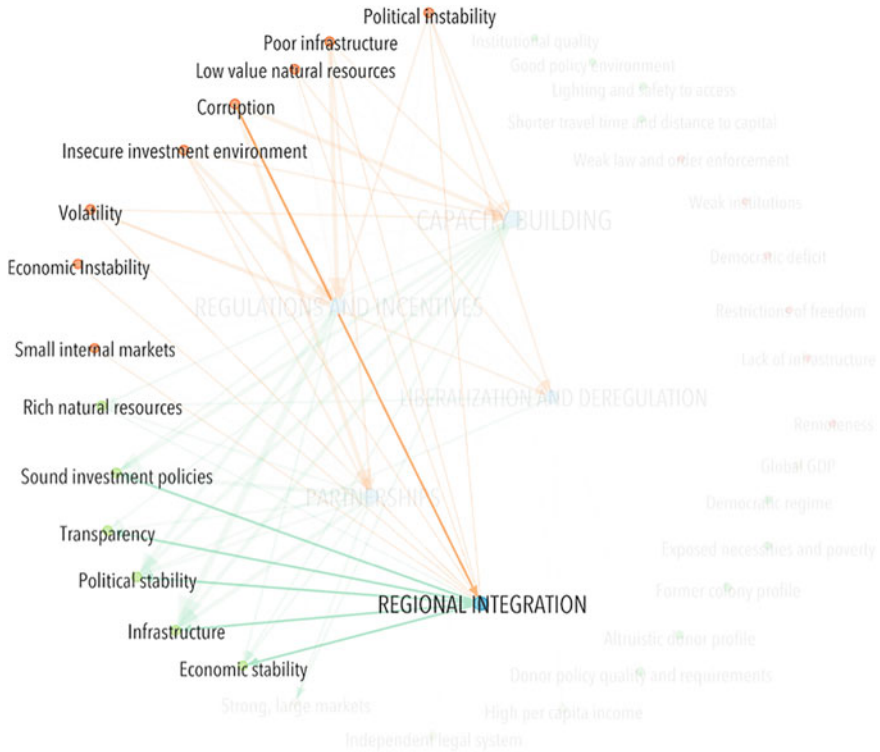 Political instability
Poor infrastructure
Institutional quality
Good policy Environment
Low value natural resources
Lighting and safety to access
Corruption
Shorter travel time and distance to capital
Insecure investment environment
Weak law and order enforcement
Weak institutions
Volatility
CAPACITY BUILDING
Democratic deficit
Economic Instability
REGULATIONS AND INCENTIVES
Restrictions of freedom
Small internal markets
Lack of infrastructure
Rich natural resources
LIBERALIZATION AND DEREGULATION
Remoteness
Global GDP
Sound investment policies
PARTNERSHIPS
Democratic regime
Transparency
Exposed necessities and poverty
Political stability
Former colony profile
REGIONAL INTEGRATION
Infrastructure
Altruistic donor profile
Economic stability
Donor policy quality and requirements
Strong, large markets
High per capita income
Independent legal system